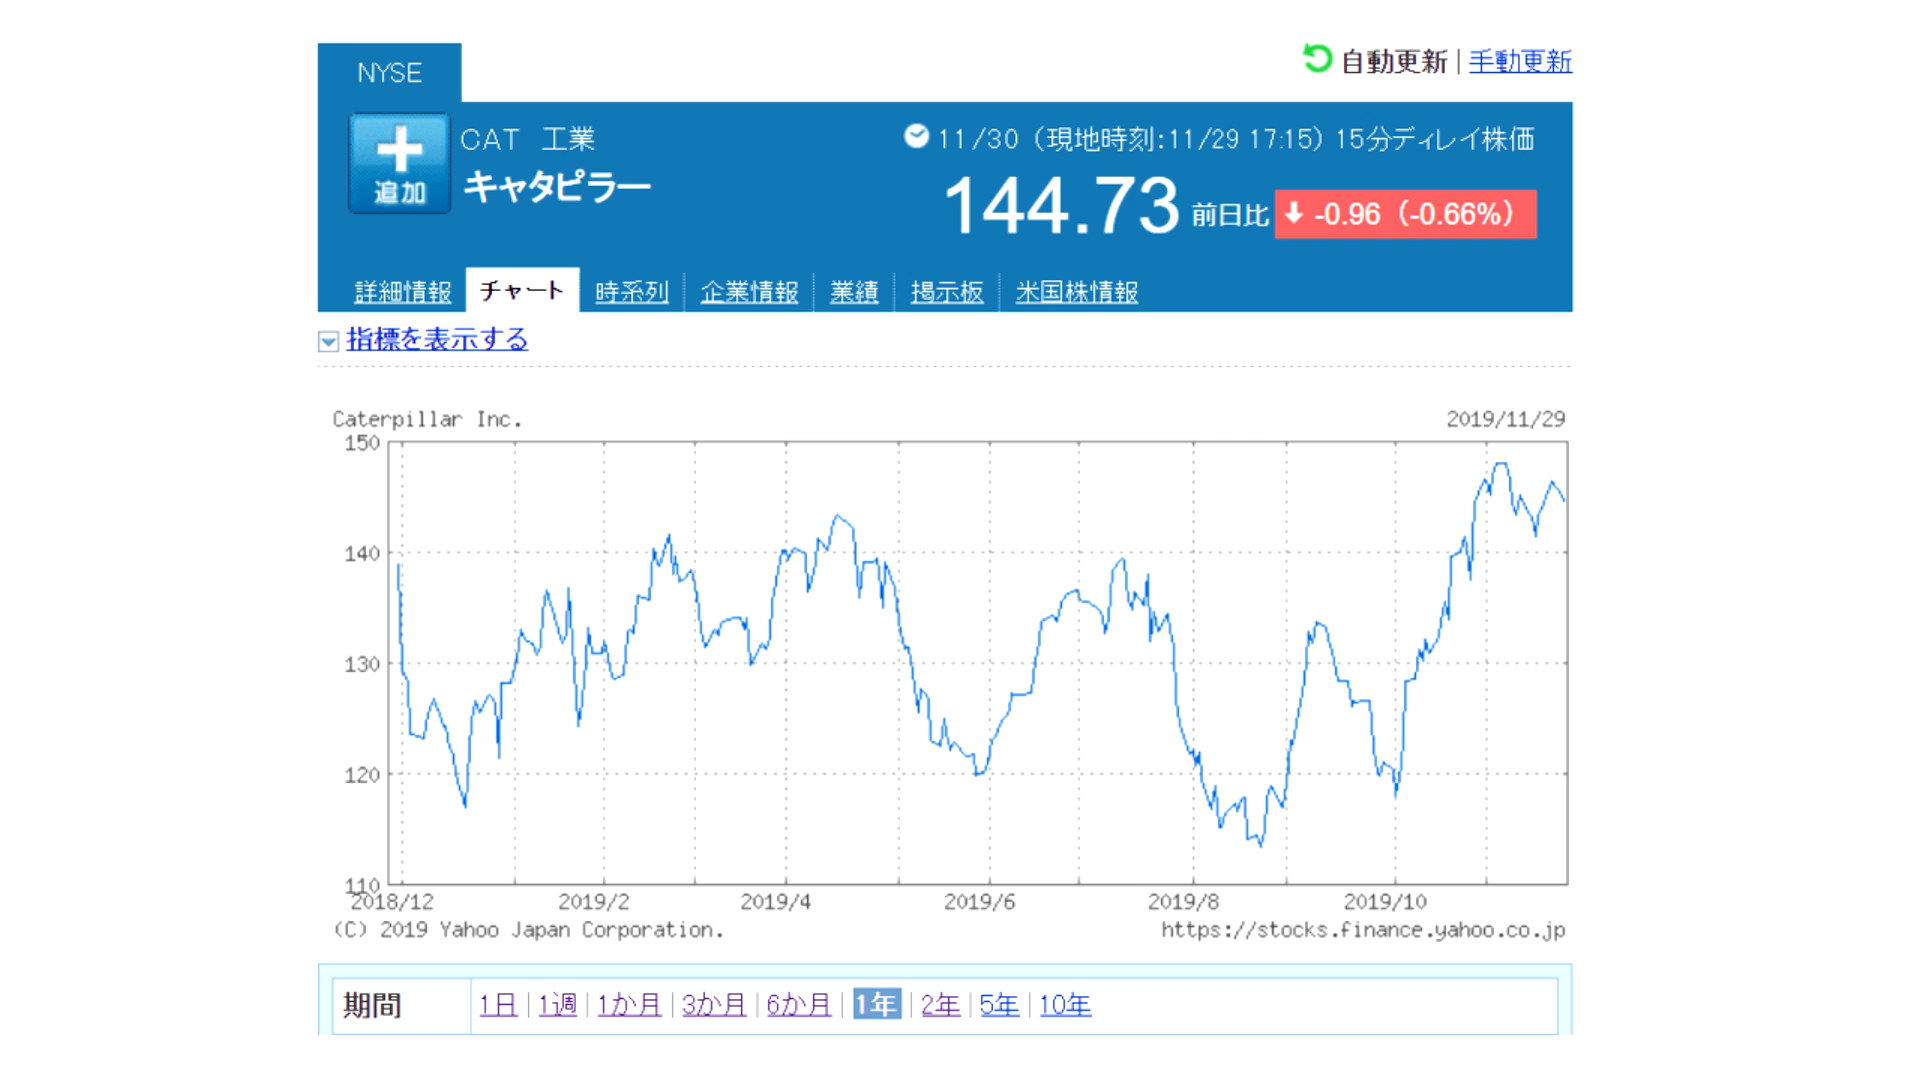 NYSE
自動更新 | 手動更新
追加
CAT 工業
キャタピラー
11/30（現地時刻:11/29 17:15）15分ディレイ株価
144.73 前日比 -0.96（-0.66%）
詳細情報 チャート 時系列 企業情報 業績 掲示板 米国株情報
指標を表示する
Caterpillar Inc. 2019/11/29
150
140
130
120
110
2018/12 2019/2 2019/4 2019/6 2019/8 2019/10
(C) 2019 Yahoo Japan Corporation. https://stocks.finance.yahoo.co.jp
期間 1日 | 1週 | 1か月 | 3か月 | 6か月 | 1年 | 2年 | 5年 | 10年